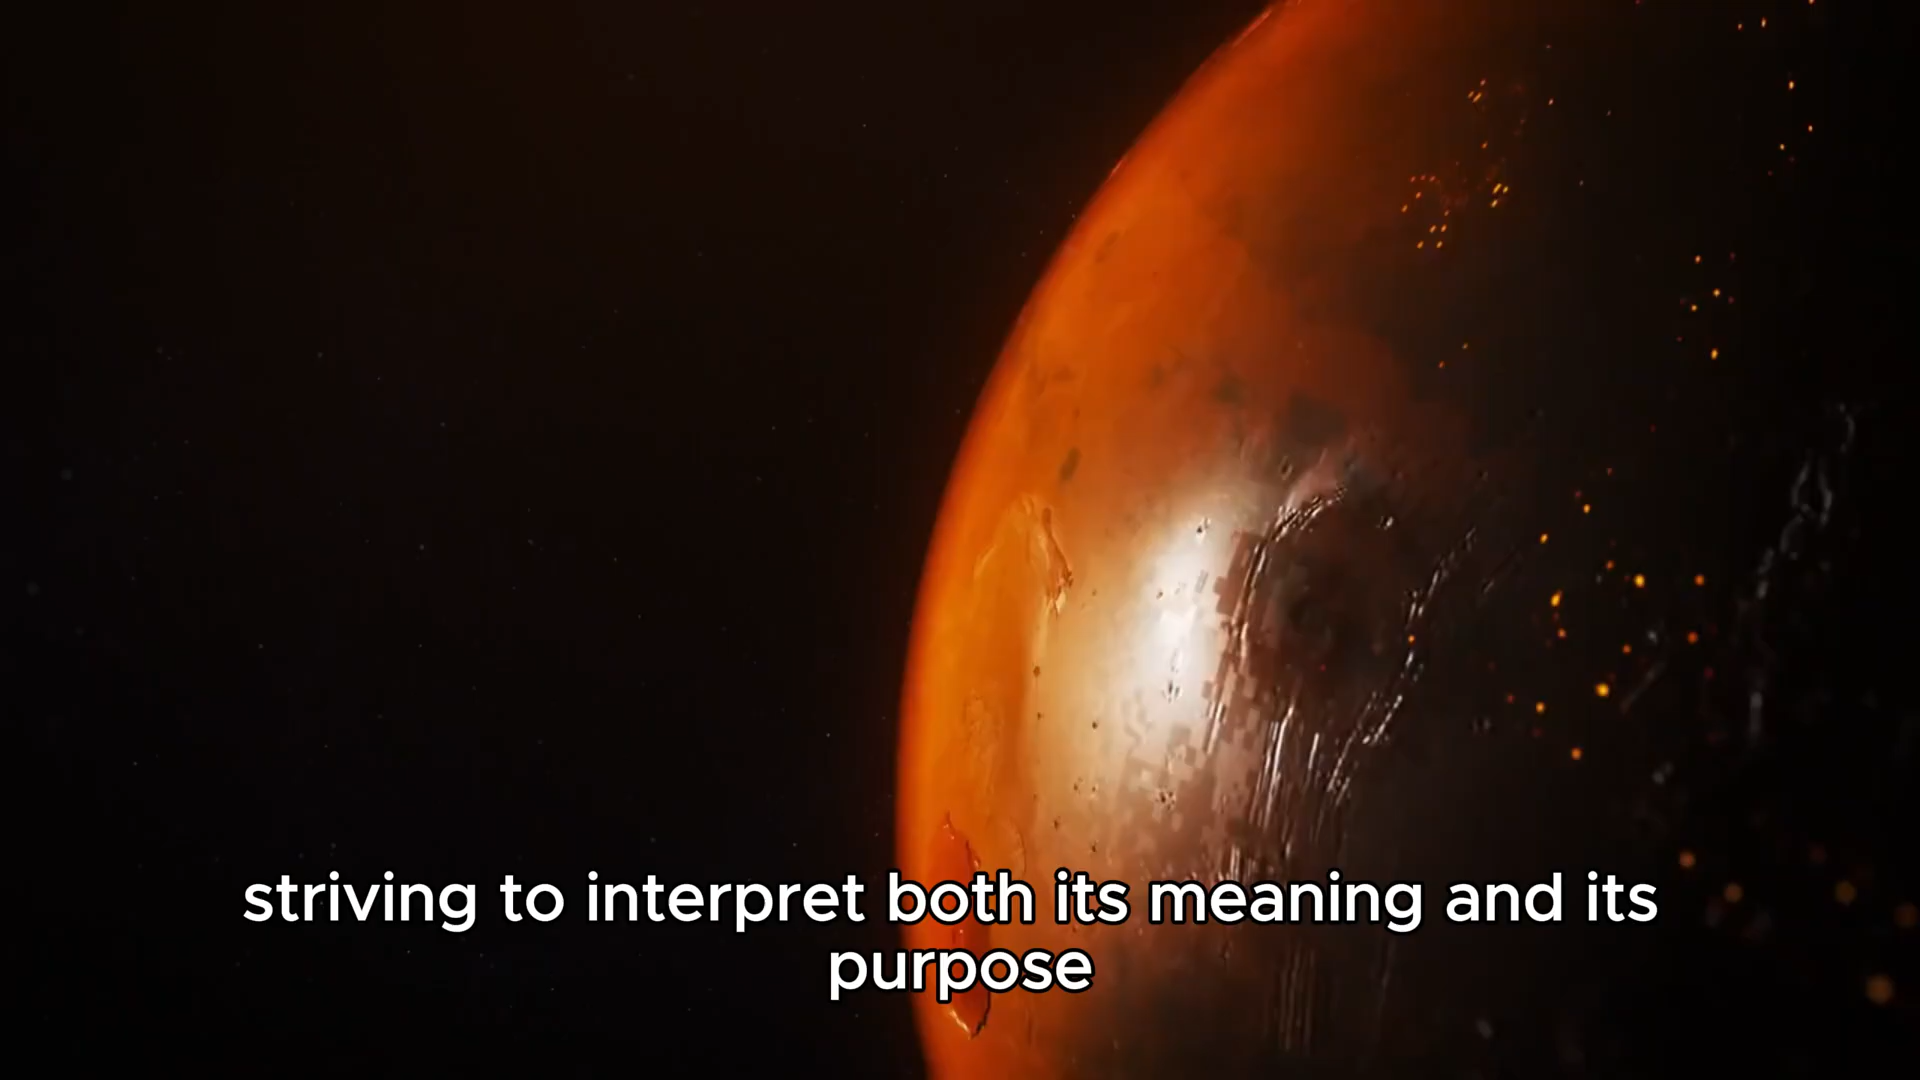 striving to interpret both its meaning and its
purpose